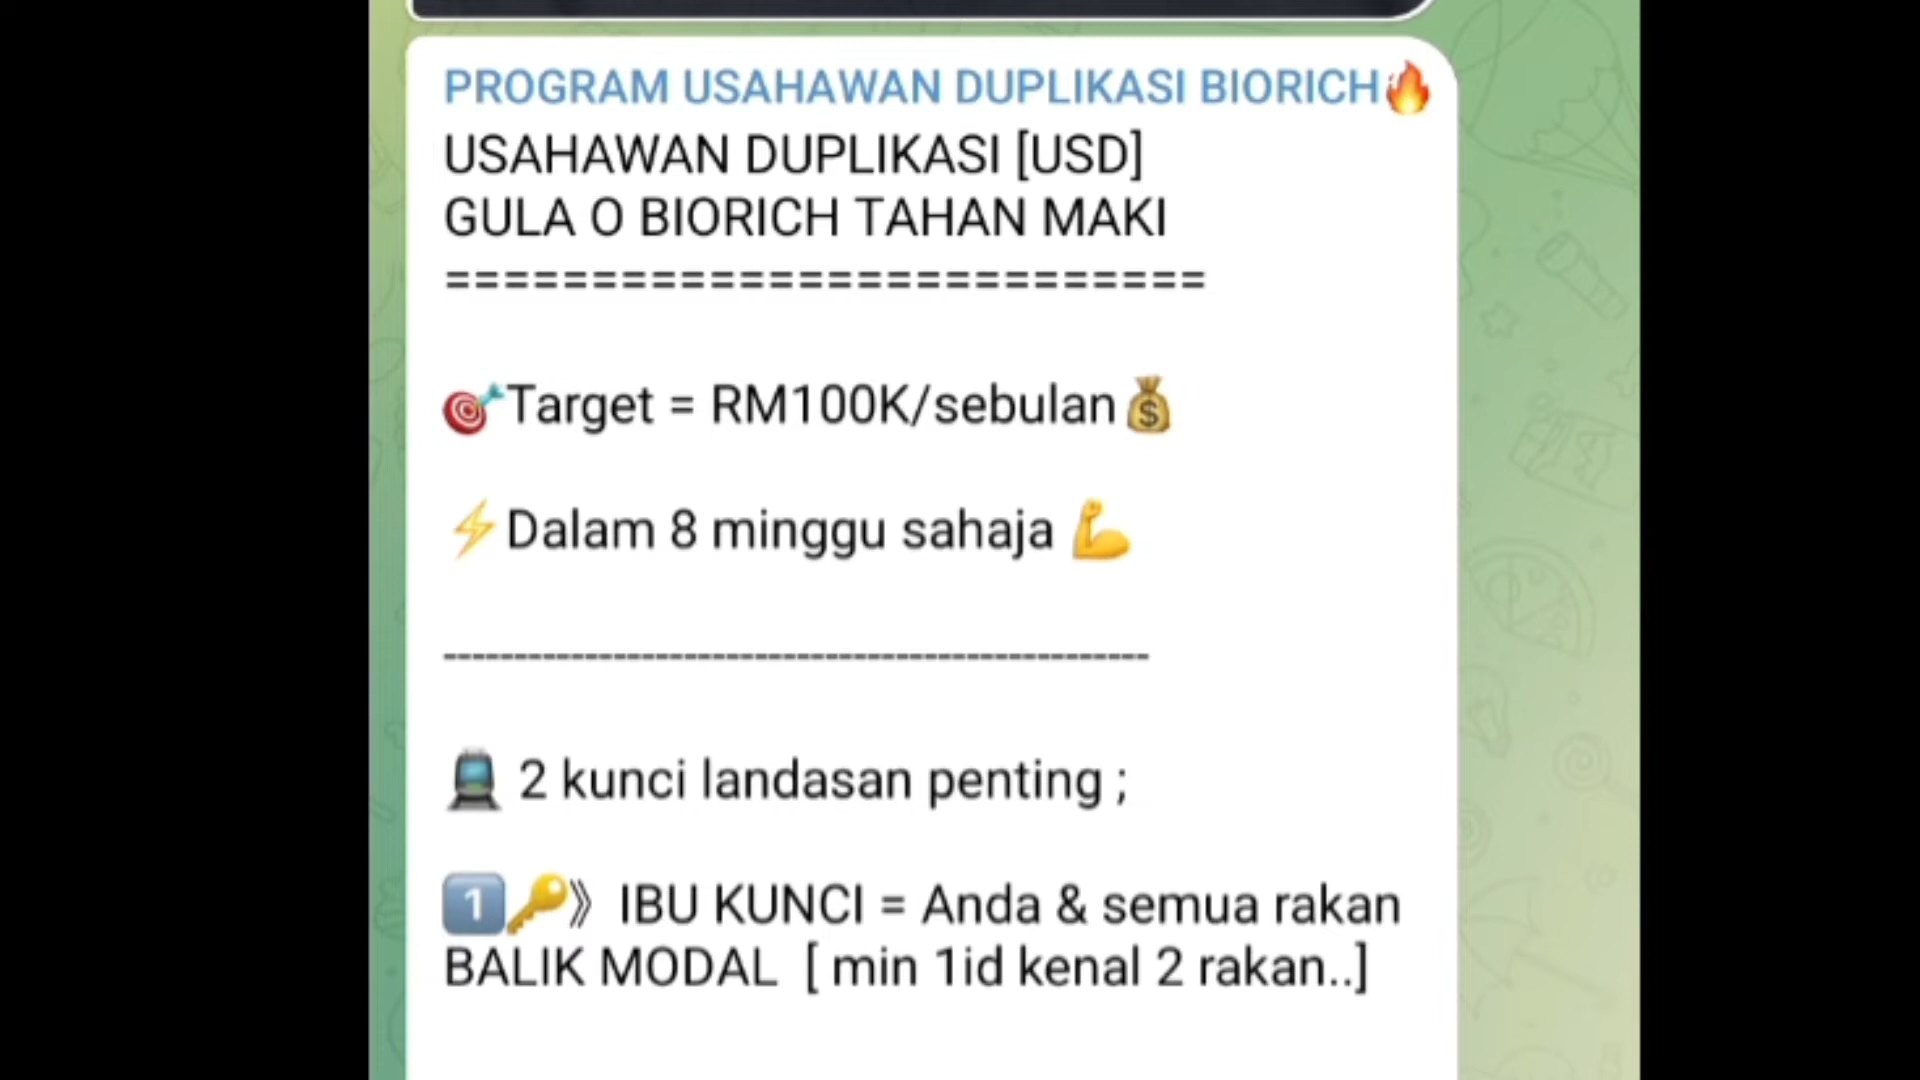 PROGRAM USAHAWAN DUPLIKASI BIORICH🔥
USAHAWAN DUPLIKASI [USD]
GULA O BIORICH TAHAN MAKI
==========================
🎯Target = RM100K/sebulan💰
⚡Dalam 8 minggu sahaja 💪
--------------------------------------------------
🚆 2 kunci landasan penting ;
1️⃣🔑》 IBU KUNCI = Anda & semua rakan
BALIK MODAL [ min 1id kenal 2 rakan..]